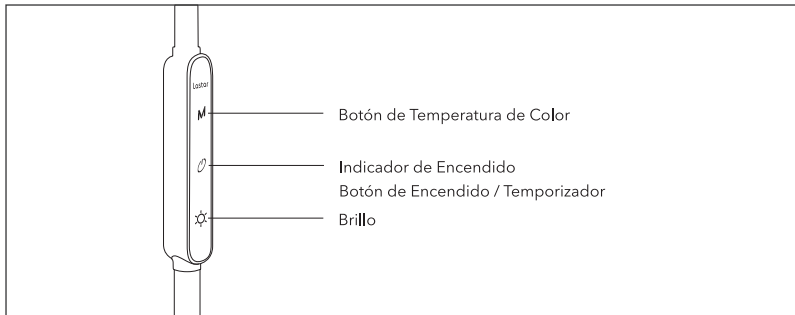 Lastar
M
Botón de Temperatura de Color
Indicador de Encendido
Botón de Encendido / Temporizador
Brillo